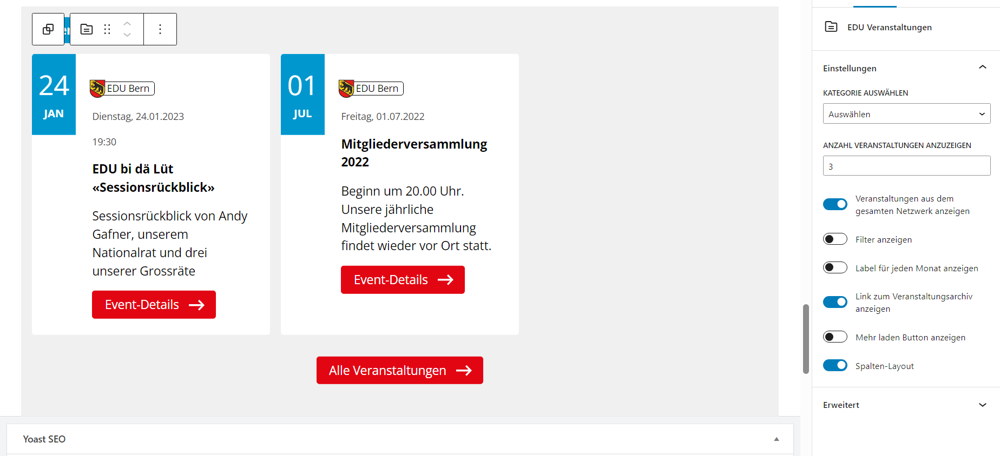 24
JAN
EDU Bern
Dienstag, 24.01.2023
19:30
EDU bi dä Lüt
«Sessionsrückblick»
Sessionsrückblick von Andy
Gafner, unserem
Nationalrat und drei
unserer Grossräte
Event-Details
01
JUL
EDU Bern
Freitag, 01.07.2022
Mitgliederversammlung
2022
Beginn um 20.00 Uhr.
Unsere jährliche
Mitgliederversammlung
findet wieder vor Ort statt.
Event-Details
Alle Veranstaltungen
Yoast SEO
EDU Veranstaltungen
Einstellungen
KATEGORIE AUSWÄHLEN
Auswählen
ANZAHL VERANSTALTUNGEN ANZUZEIGEN
3
Veranstaltungen aus dem
gesamten Netzwerk anzeigen
Filter anzeigen
Label für jeden Monat anzeigen
Link zum Veranstaltungsarchiv
anzeigen
Mehr laden Button anzeigen
Spalten-Layout
Erweitert